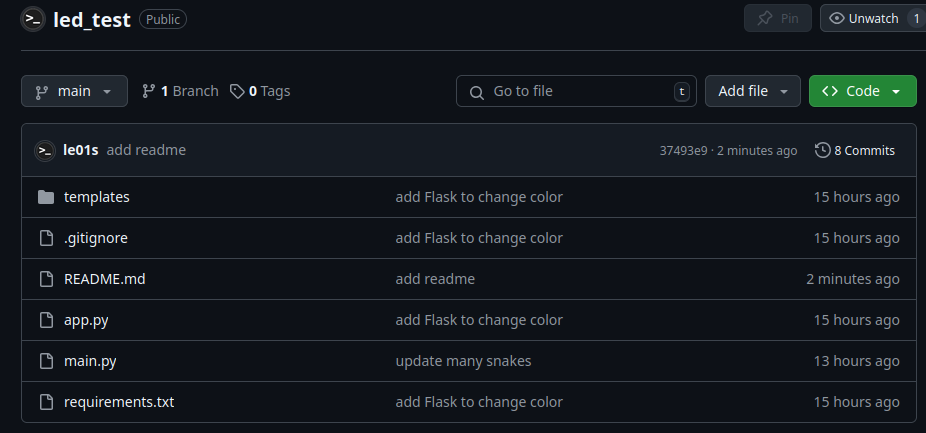 led_test Public Pin Unwatch 1
main 1 Branch 0 Tags Go to file t Add file Code
le01s add readme 37493e9 · 2 minutes ago 8 Commits
templates add Flask to change color 15 hours ago
.gitignore add Flask to change color 15 hours ago
README.md add readme 2 minutes ago
app.py add Flask to change color 15 hours ago
main.py update many snakes 13 hours ago
requirements.txt add Flask to change color 15 hours ago